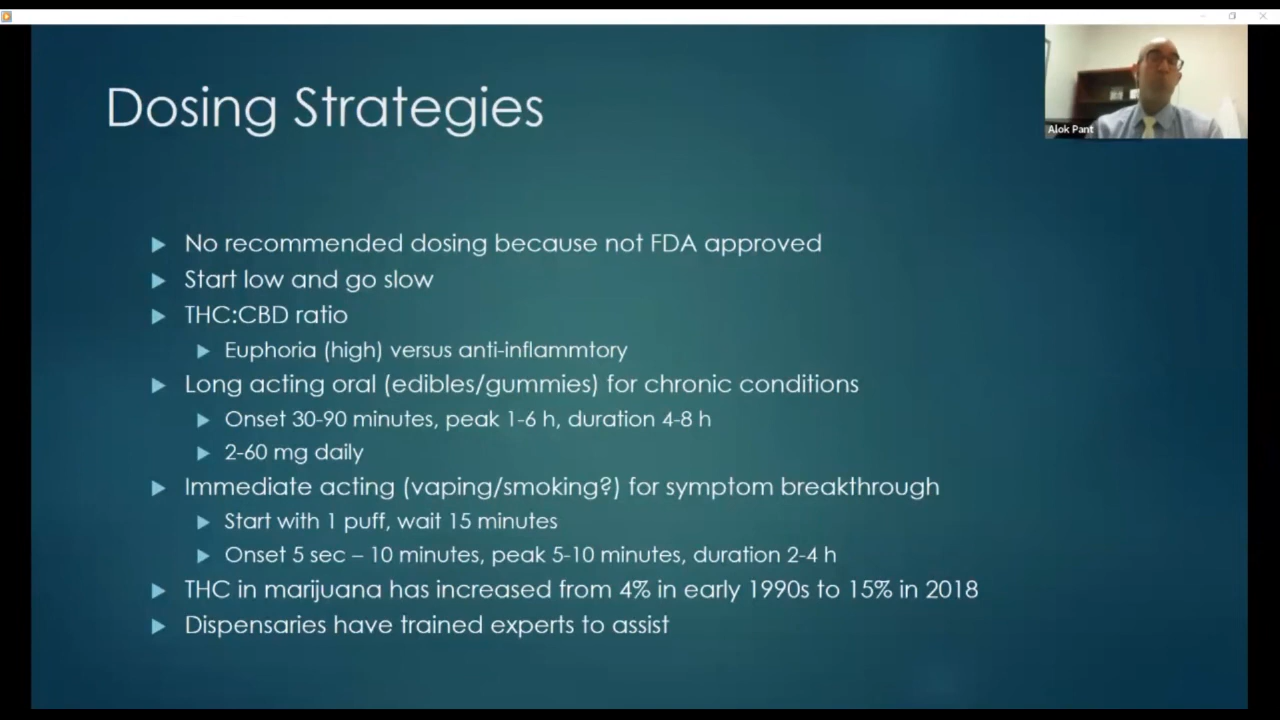 Dosing Strategies
Alok Pant
No recommended dosing because not FDA approved
Start low and go slow
THC:CBD ratio
Euphoria (high) versus anti-inflammtory
Long acting oral (edibles/gummies) for chronic conditions
Onset 30-90 minutes, peak 1-6 h, duration 4-8 h
2-60 mg daily
Immediate acting (vaping/smoking?) for symptom breakthrough
Start with 1 puff, wait 15 minutes
Onset 5 sec – 10 minutes, peak 5-10 minutes, duration 2-4 h
THC in marijuana has increased from 4% in early 1990s to 15% in 2018
Dispensaries have trained experts to assist